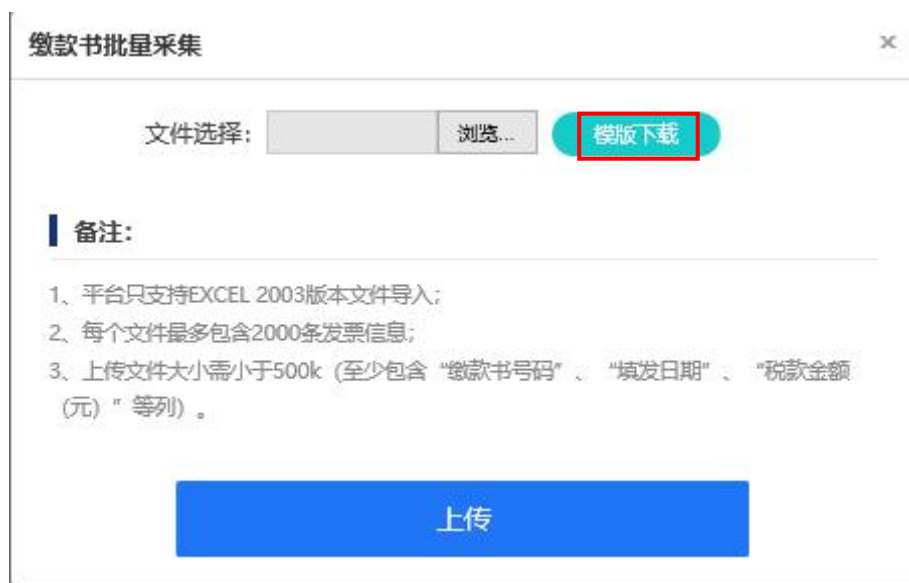 缴款书批量采集 ×
文件选择: 浏览... 模版下载
备注:
1、平台只支持EXCEL 2003版本文件导入;
2、每个文件最多包含2000条发票信息;
3、上传文件大小需小于500k(至少包含“缴款书号码”、“填发日期”、“税款金额
(元)”等列)。
上传